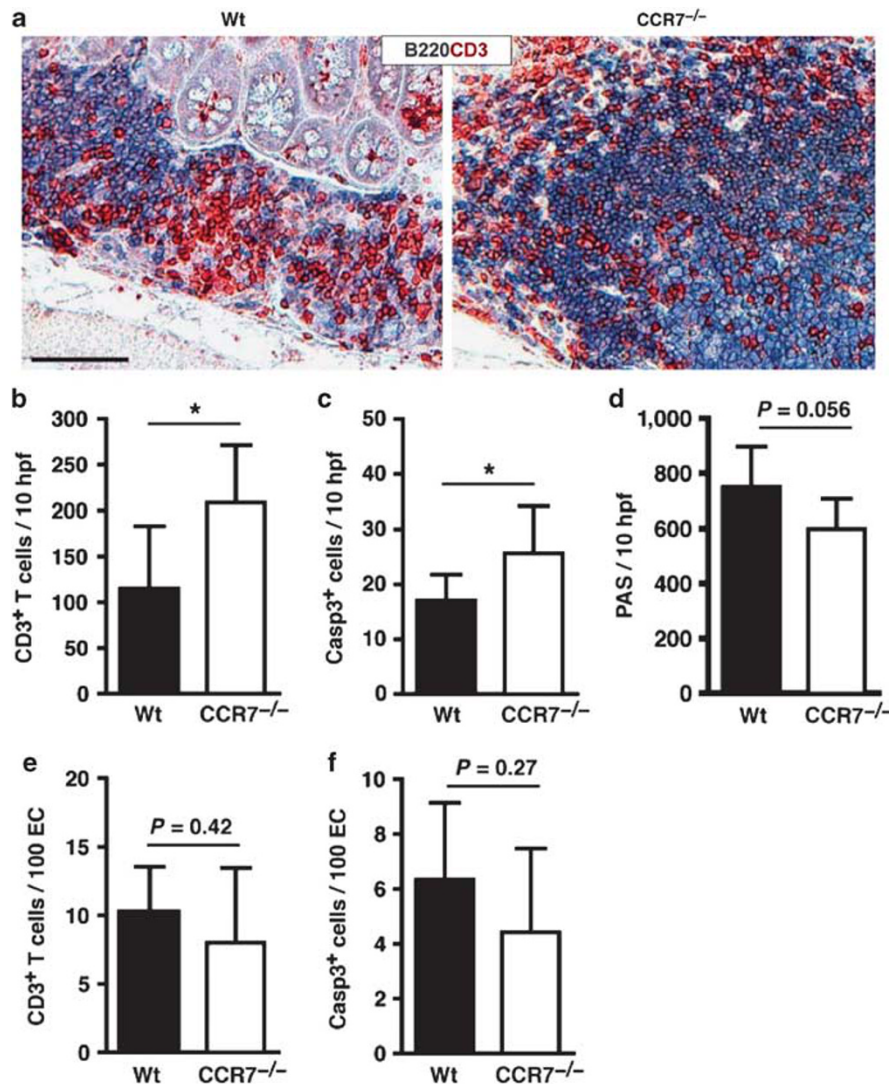 a
Wt
CCR7⁻/⁻
B220CD3
b
300
250
200
150
100
50
0
CD3⁺ T cells / 10 hpf
*
Wt
CCR7⁻/⁻
c
50
40
30
20
10
0
Casp3⁺ cells / 10 hpf
*
Wt
CCR7⁻/⁻
d
1,000
800
600
400
200
0
PAS / 10 hpf
P = 0.056
Wt
CCR7⁻/⁻
e
20
15
10
5
0
CD3⁺ T cells / 100 EC
P = 0.42
Wt
CCR7⁻/⁻
f
10
8
6
4
2
0
Casp3⁺ cells / 100 EC
P = 0.27
Wt
CCR7⁻/⁻